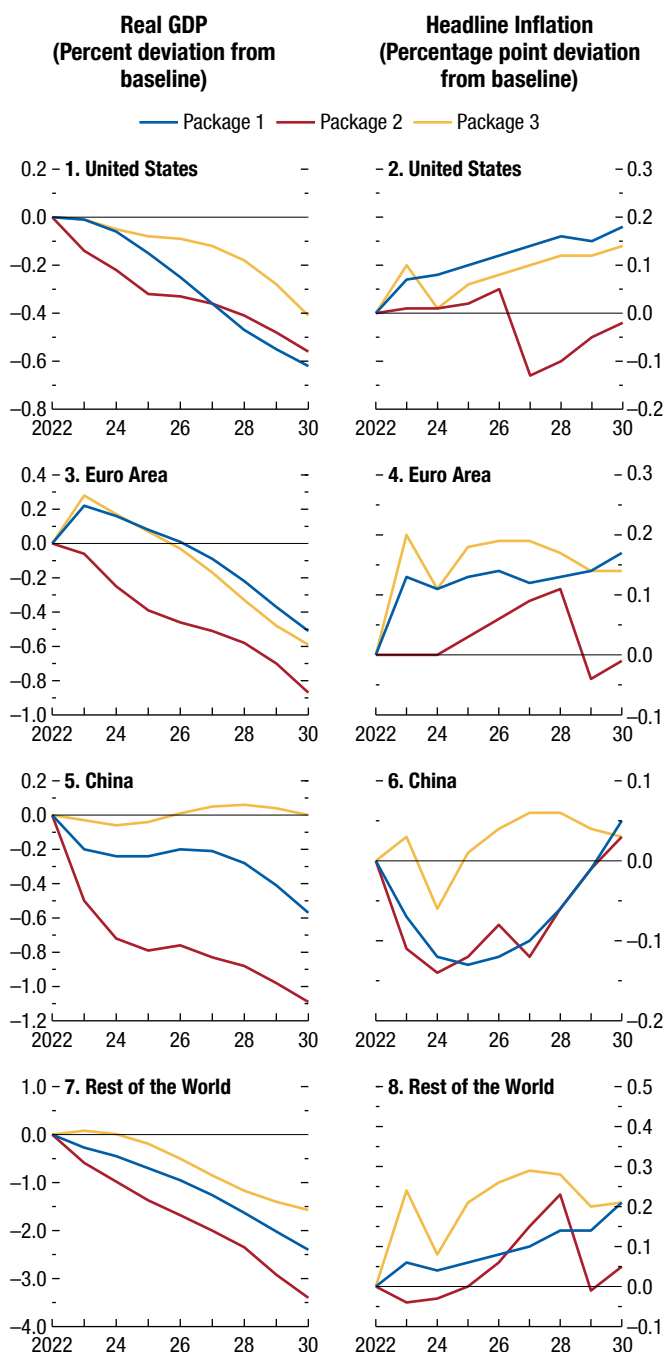 Real GDP
(Percent deviation from
baseline)
Headline Inflation
(Percentage point deviation
from baseline)
Package 1 Package 2 Package 3
1. United States
0.2
0.0
–0.2
–0.4
–0.6
–0.8
2022 24 26 28 30
2. United States
0.3
0.2
0.1
0.0
–0.1
–0.2
2022 24 26 28 30
3. Euro Area
0.4
0.2
0.0
–0.2
–0.4
–0.6
–0.8
–1.0
2022 24 26 28 30
4. Euro Area
0.3
0.2
0.1
0.0
–0.1
2022 24 26 28 30
5. China
0.2
0.0
–0.2
–0.4
–0.6
–0.8
–1.0
–1.2
2022 24 26 28 30
6. China
0.1
0.0
–0.1
–0.2
2022 24 26 28 30
7. Rest of the World
1.0
0.0
–1.0
–2.0
–3.0
–4.0
2022 24 26 28 30
8. Rest of the World
0.5
0.4
0.3
0.2
0.1
0.0
–0.1
2022 24 26 28 30